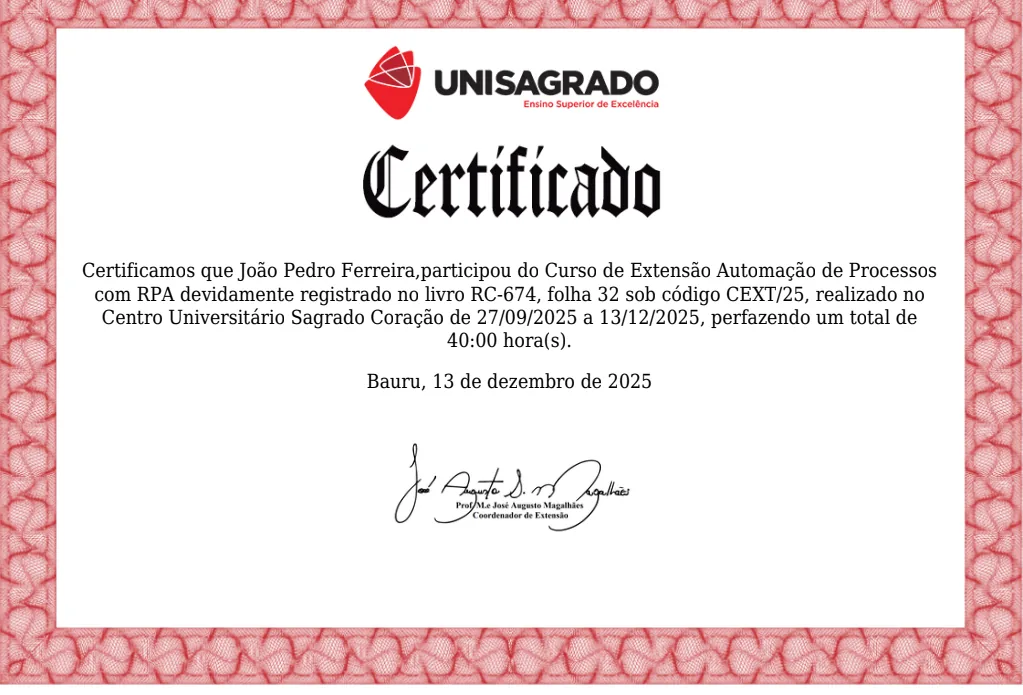 UNISAGRADO
Ensino Superior de Excelência
Certificado
Certificamos que João Pedro Ferreira,participou do Curso de Extensão Automação de Processos
com RPA devidamente registrado no livro RC-674, folha 32 sob código CEXT/25, realizado no
Centro Universitário Sagrado Coração de 27/09/2025 a 13/12/2025, perfazendo um total de
40:00 hora(s).
Bauru, 13 de dezembro de 2025
José Augusto S. Magalhães
Prof. M.e José Augusto Magalhães
Coordenador de Extensão